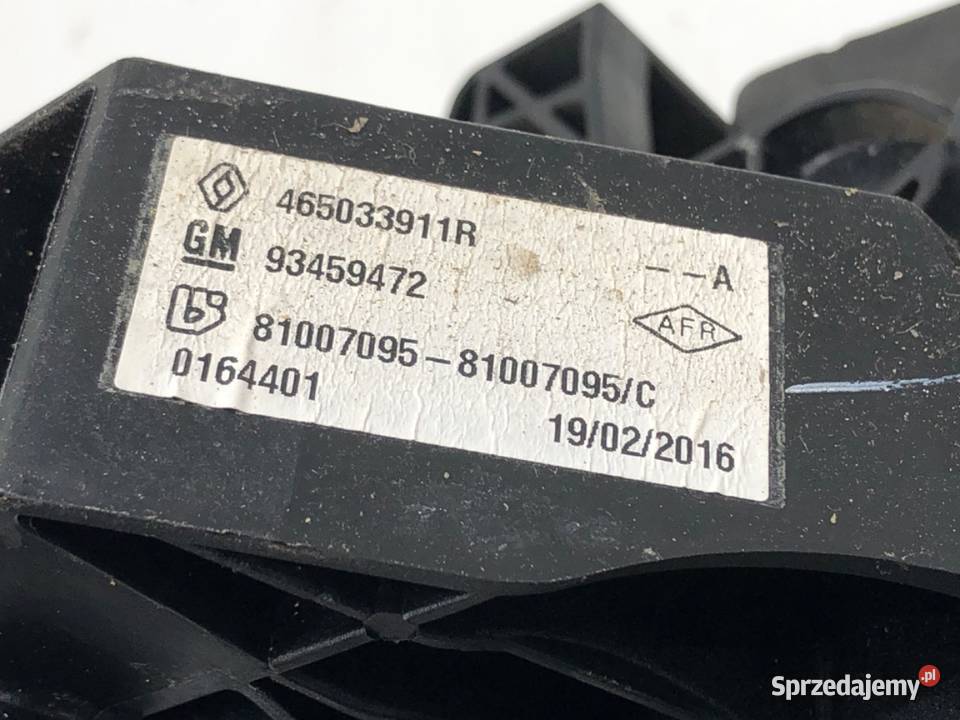 465033911R
GM 93459472
--A
AFR
b 81007095-81007095/C
0164401
19/02/2016
Sprzedajemy.pl